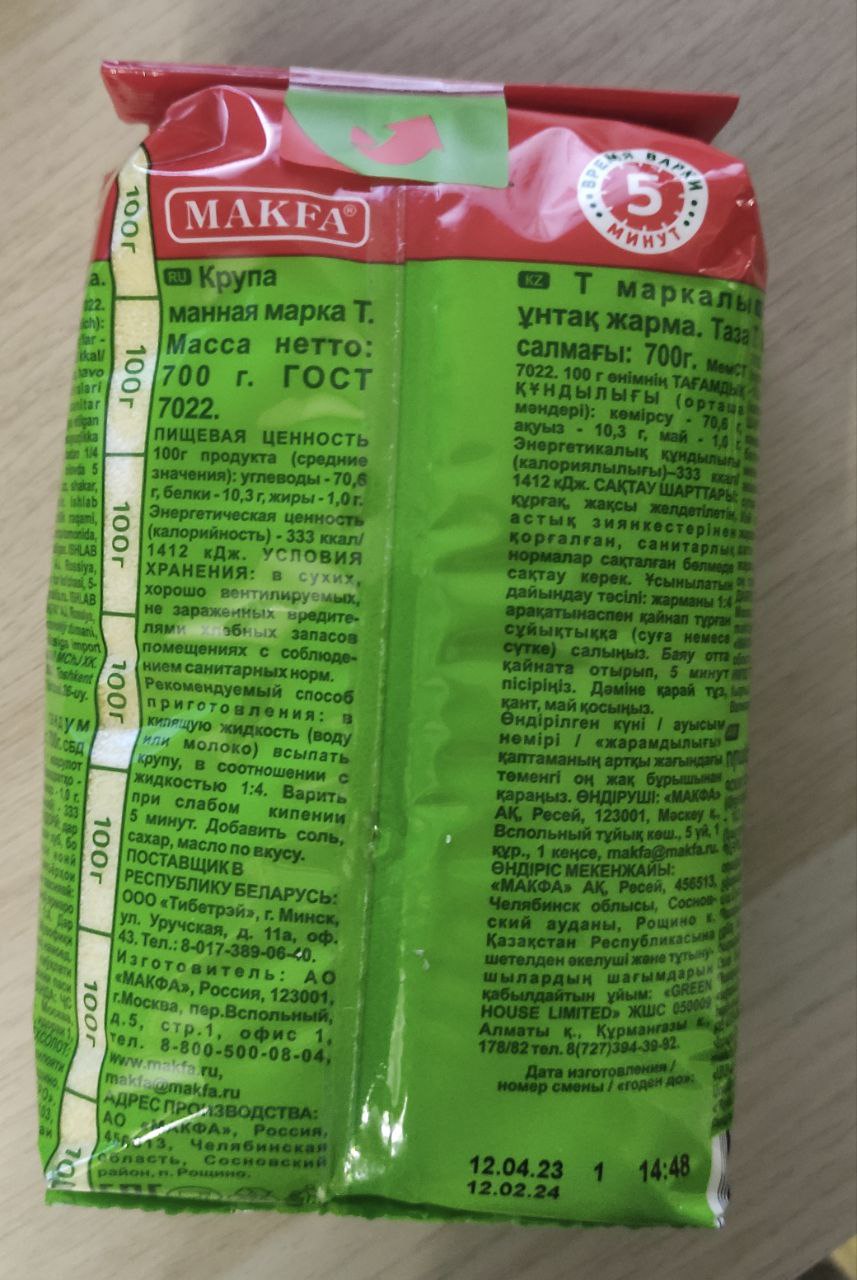 MAKFA®
ВРЕМЯ ВАРКИ
5
МИНУТ
100г
100г
100г
100г
100г
100г
RU Крупа
манная марка Т.
Масса нетто:
700 г. ГОСТ
7022.
ПИЩЕВАЯ ЦЕННОСТЬ
100г продукта (средние
значения): углеводы - 70,6
г, белки - 10,3 г, жиры - 1,0 г.
Энергетическая ценность
(калорийность) - 333 ккал/
1412 кДж. УСЛОВИЯ
ХРАНЕНИЯ: в сухих,
хорошо вентилируемых,
не зараженных вредите-
лями хлебных запасов
помещениях с соблюде-
нием санитарных норм.
Рекомендуемый способ
приготовления: в
кипящую жидкость (воду
или молоко) всыпать
крупу, в соотношении с
жидкостью 1:4. Варить
при слабом кипении
5 минут. Добавить соль,
сахар, масло по вкусу.
ПОСТАВЩИК В
РЕСПУБЛИКУ БЕЛАРУСЬ:
ООО «Тибетрэй», г. Минск,
ул. Уручская, д. 11а, оф.
43. Тел.: 8-017-389-06-40.
Изготовитель: АО
«МАКФА», Россия, 123001,
г.Москва, пер.Вспольный,
д.5, стр.1, офис 1,
тел. 8-800-500-08-04,
www.makfa.ru,
makfa@makfa.ru
АДРЕС ПРОИЗВОДСТВА:
АО «МАКФА», Россия,
456513, Челябинская
область, Сосновский
район, п. Рощино.
KZ Т маркалы
ұнтақ жарма. Таза
салмағы: 700г. МемСТ
7022. 100 г өнімнің ТАҒАМДЫҚ
ҚҰНДЫЛЫҒЫ (орташа
мәндері): көмірсу - 70,6 г,
ақуыз - 10,3 г, май - 1,0 г.
Энергетикалық құндылығы
(калориялылығы)–333 ккал/
1412 кДж. САҚТАУ ШАРТТАРЫ:
құрғақ, жақсы желдетілетін,
астық зиянкестерінен
қорғалған, санитарлық
нормалар сақталған бөлмеде
сақтау керек. Ұсынылатын
дайындау тәсілі: жарманы 1:4
арақатынаспен қайнап тұрған
сұйықтыққа (суға немесе
сүтке) салыңыз. Баяу отта
қайната отырып, 5 минут
пісіріңіз. Дәміне қарай тұз,
қант, май қосыңыз.
Өндірілген күні / ауысым
нөмірі / «жарамдылығы»
қаптаманың артқы жағындағы
төменгі оң жақ бұрышынан
қараңыз. ӨНДІРУШІ: «МАКФА»
АҚ, Ресей, 123001, Мәскеу қ.,
Вспольный тұйық көш., 5 үй, 1
құр., 1 кеңсе, makfa@makfa.ru.
ӨНДІРІС МЕКЕНЖАЙЫ:
«МАКФА» АҚ, Ресей, 456513,
Челябинск облысы, Соснов-
ский ауданы, Рощино к.
Қазақстан Республикасына
шетелден әкелуші және тұтыну-
шылардың шағымдарын
қабылдайтын ұйым: «GREEN
HOUSE LIMITED» ЖШС 050009
Алматы қ., Құрманғазы к.,
178/82 тел. 8(727)394-39-92.
Дата изготовления /
номер смены / «годен до»:
12.04.23 1 14:48
12.02.24